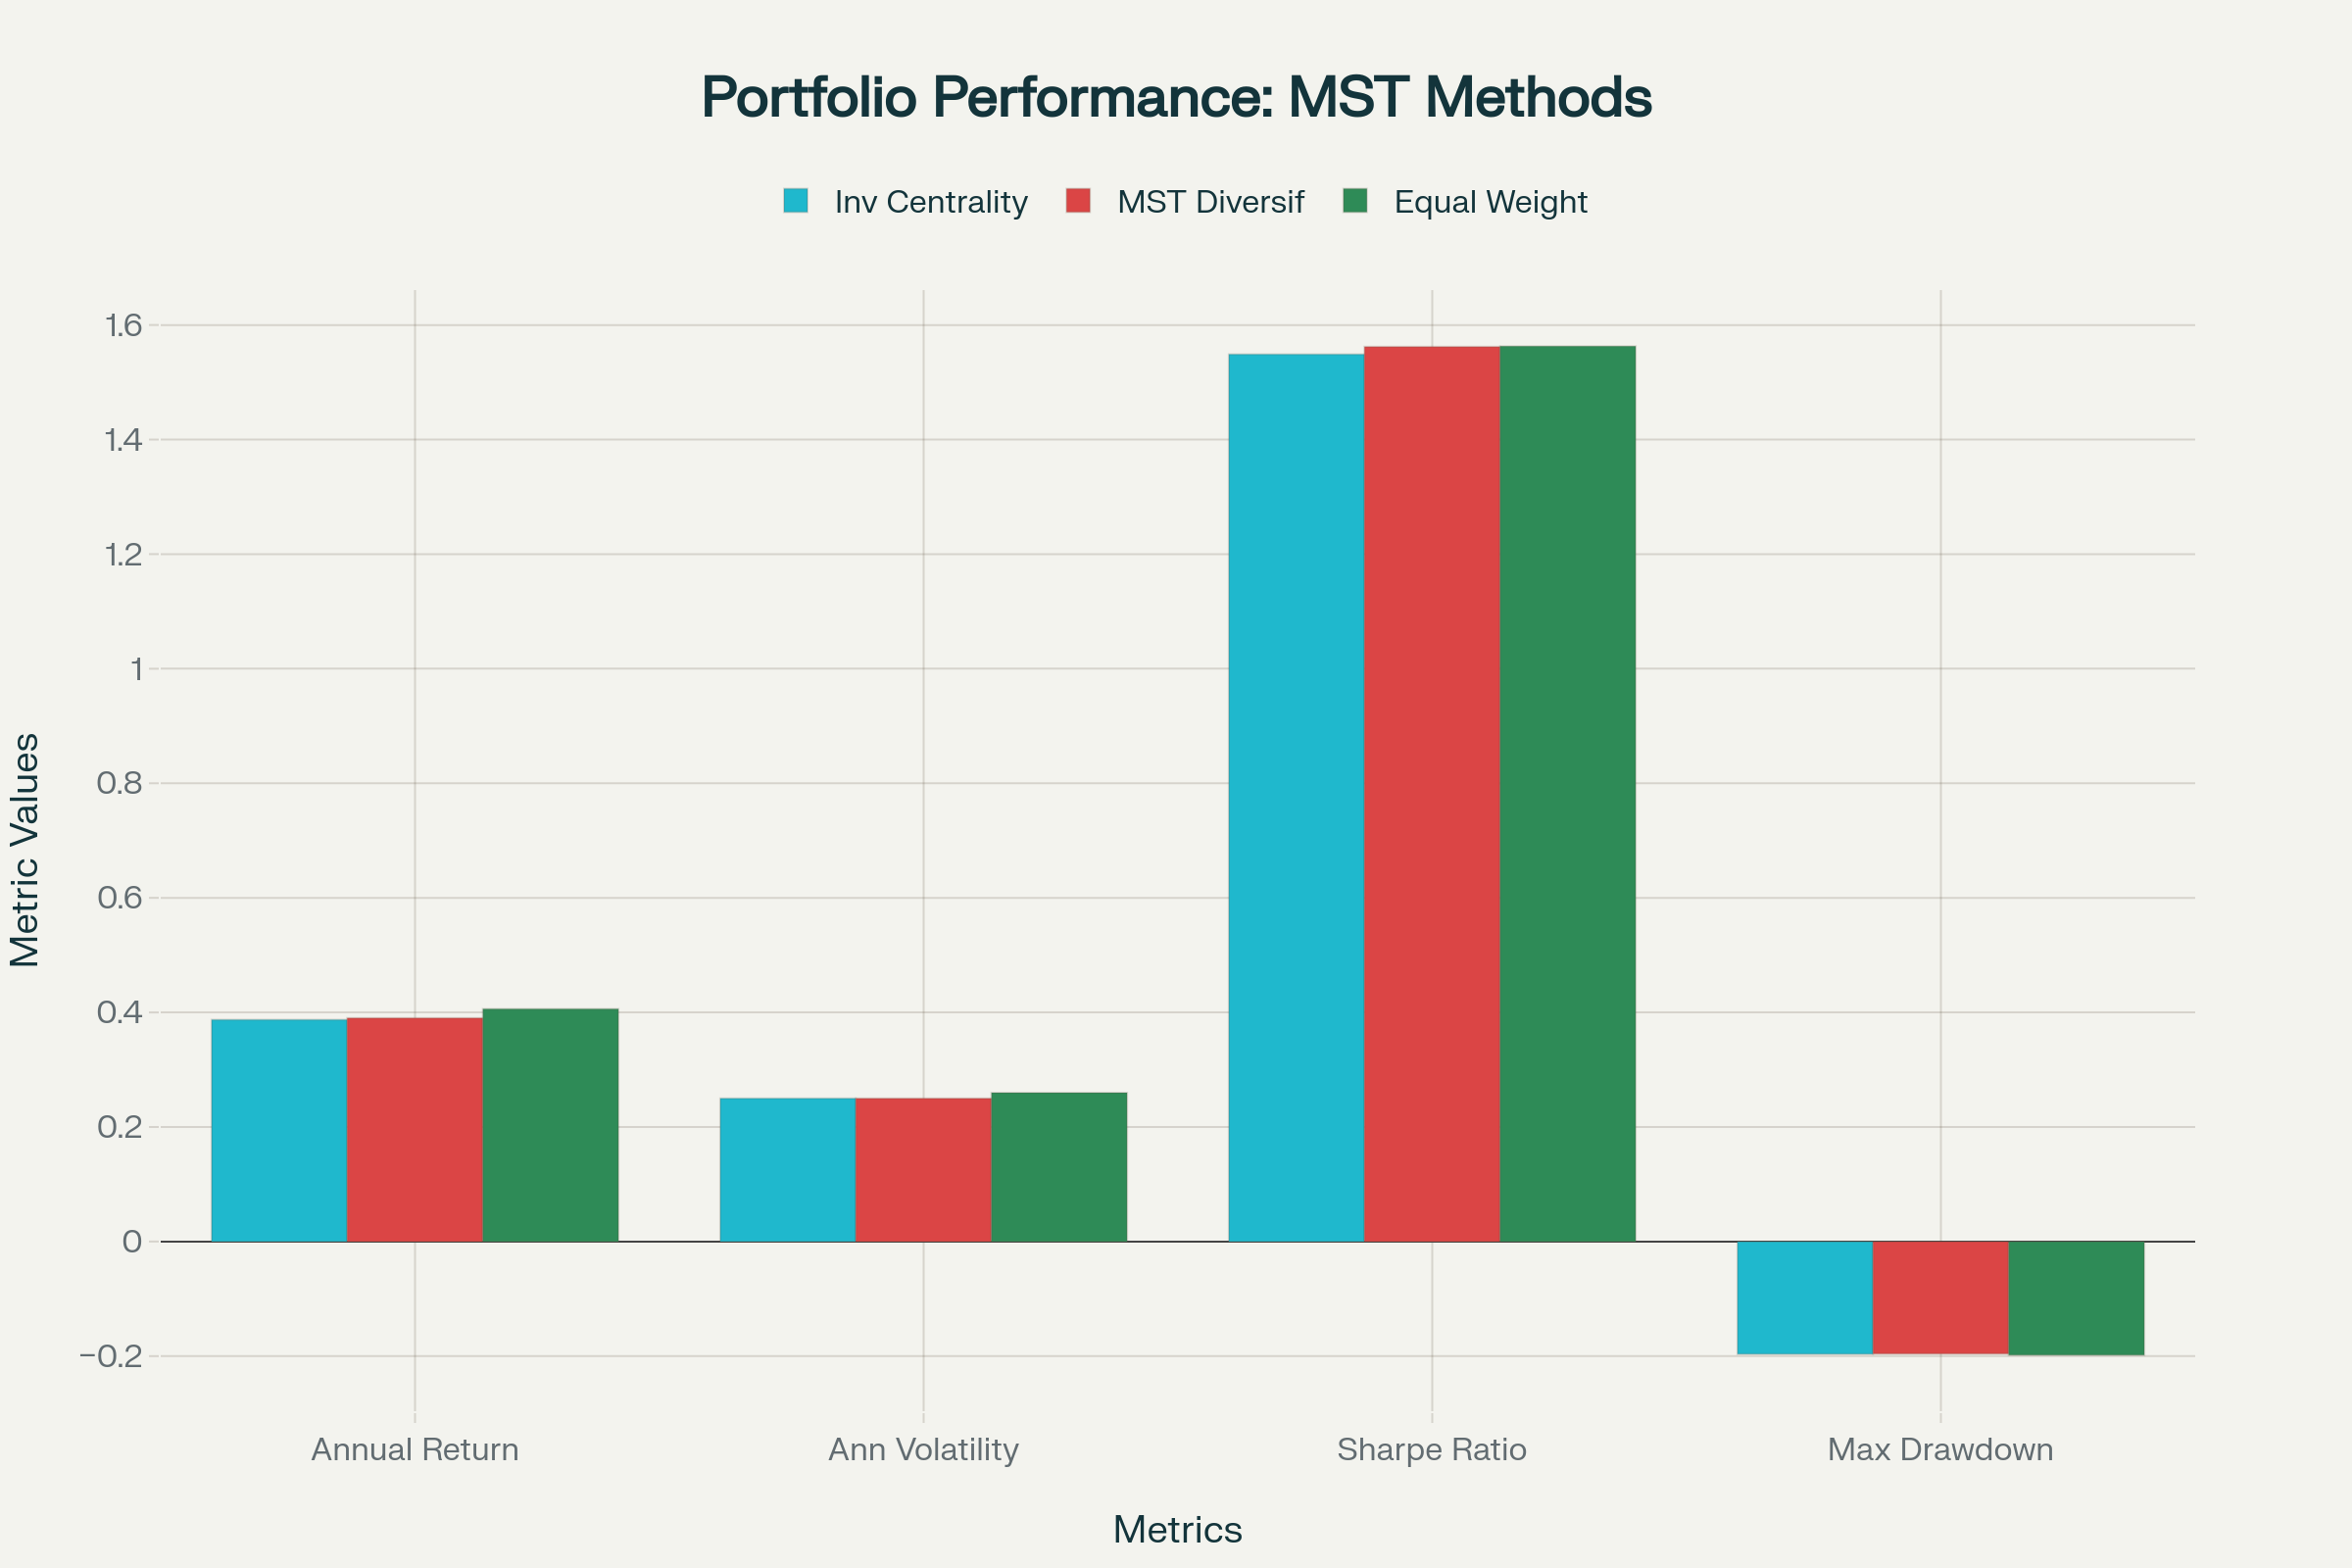 Portfolio Performance: MST Methods
Inv Centrality MST Diversif Equal Weight
1.6
1.4
1.2
1
0.8
0.6
0.4
0.2
0
−0.2
Metric Values
Annual Return Ann Volatility Sharpe Ratio Max Drawdown
Metrics